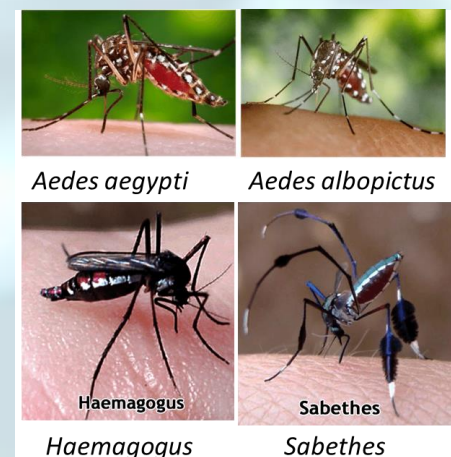 Aedes aegypti
Aedes albopictus
Haemagogus
Sabethes
Haemagogus
Sabethes